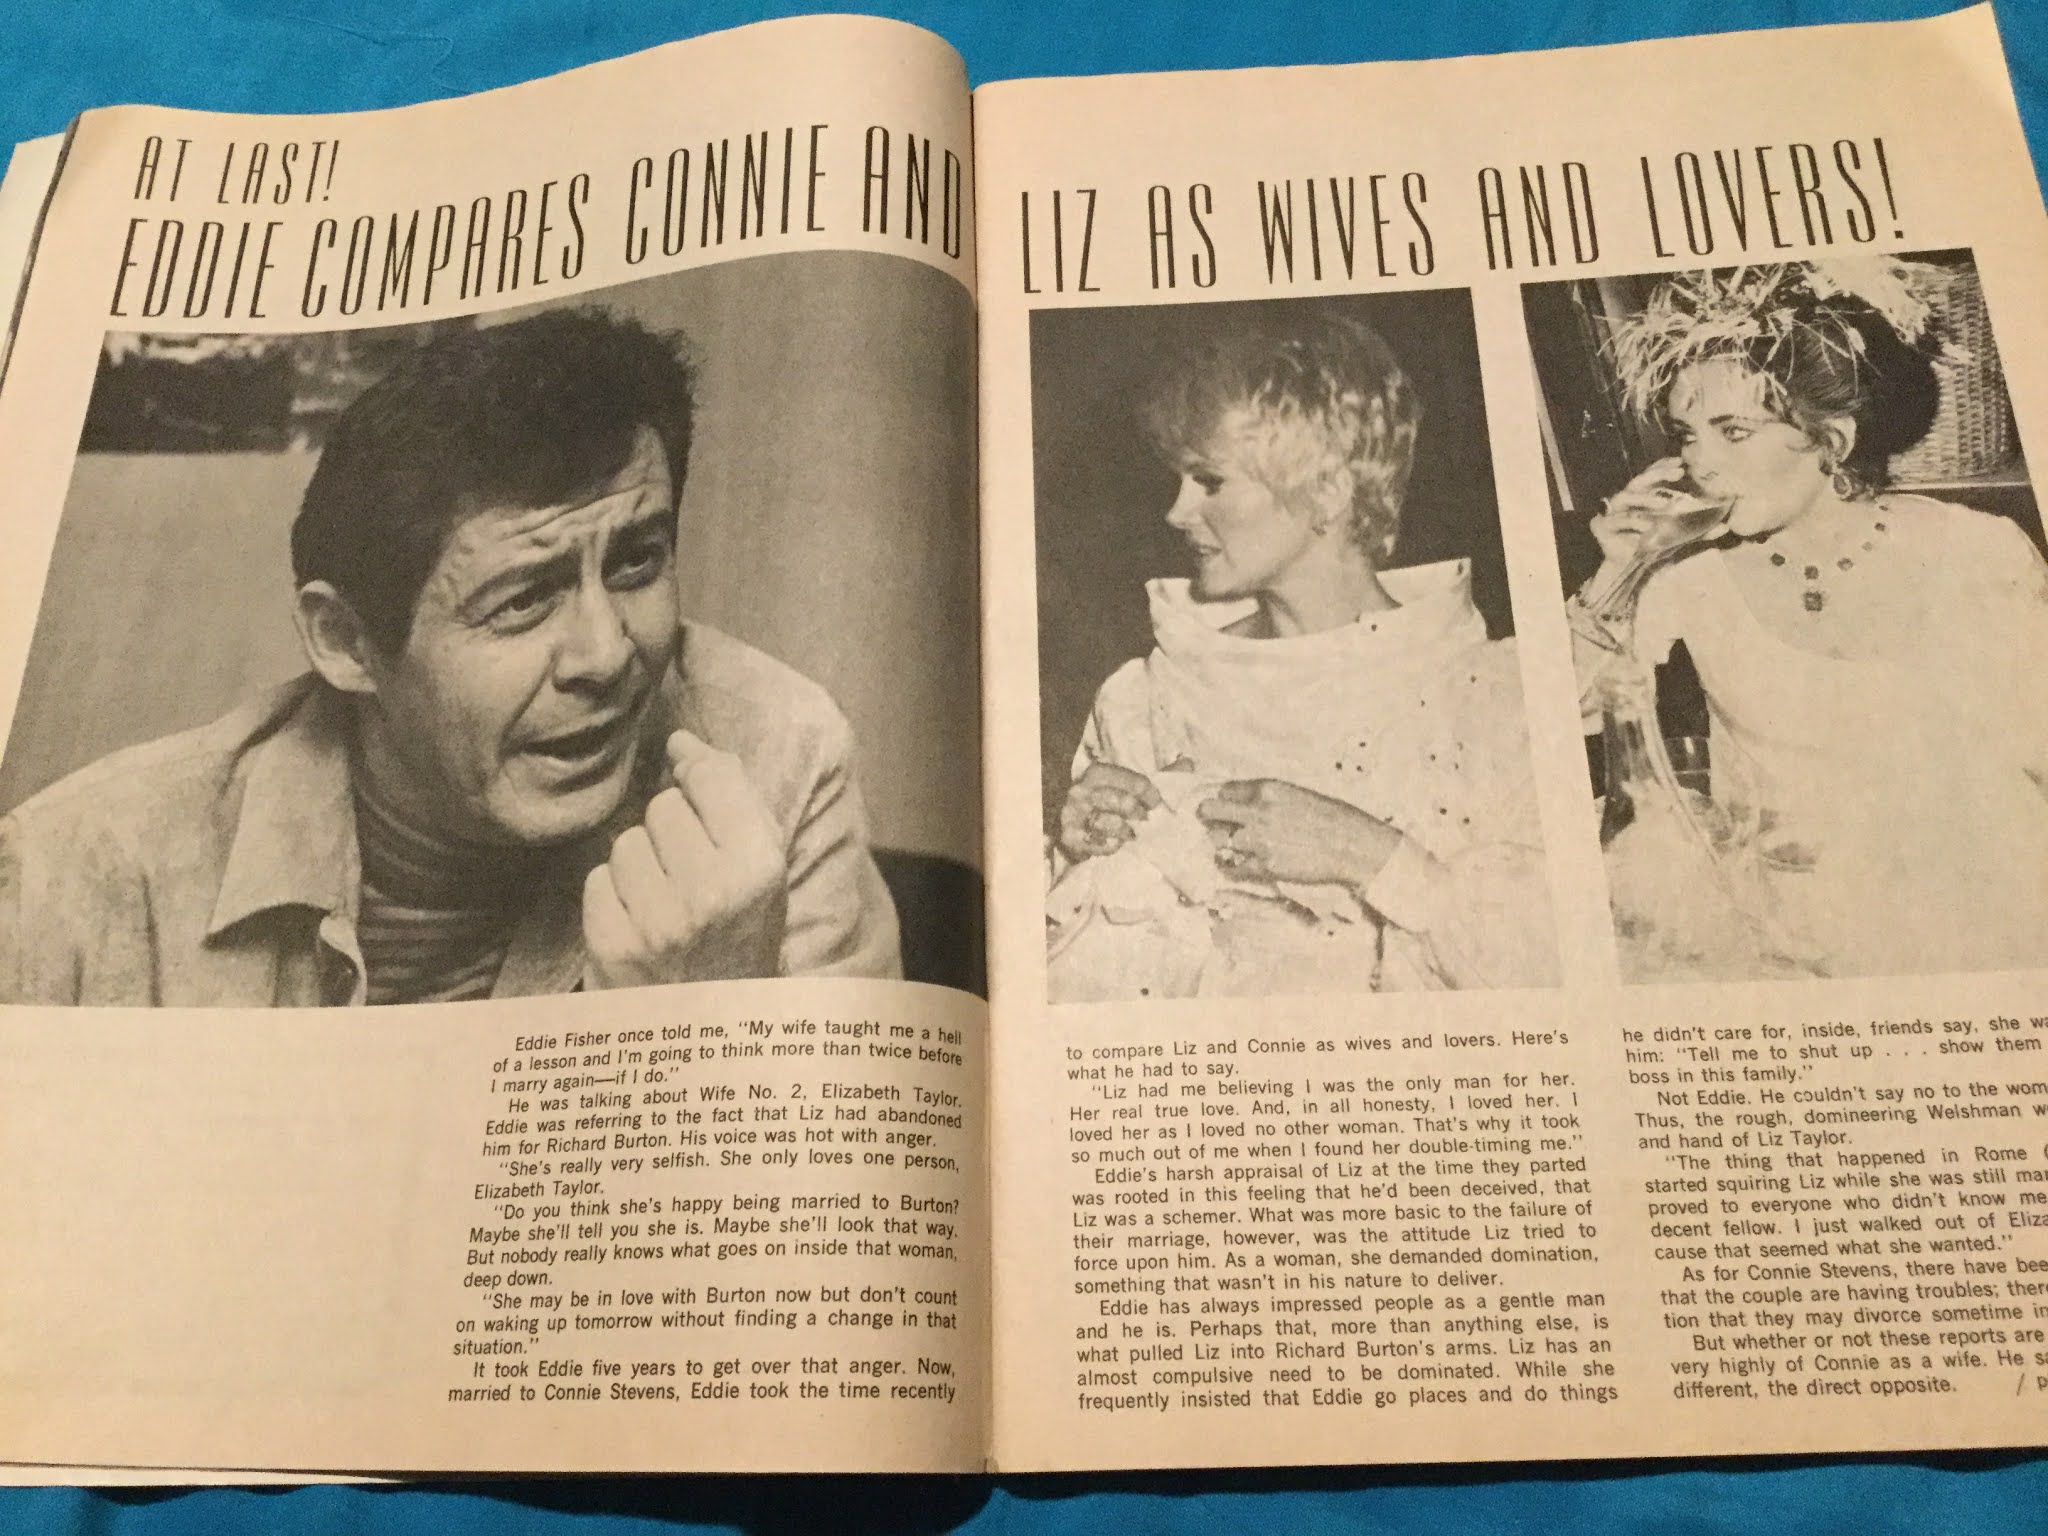 AT LAST!
EDDIE COMPARES CONNIE AND
LIZ AS WIVES AND LOVERS!
Eddie Fisher once told me, "My wife taught me a hell
of a lesson and I'm going to think more than twice before
I marry again—if I do."
He was talking about Wife No. 2, Elizabeth Taylor.
Eddie was referring to the fact that Liz had abandoned
him for Richard Burton. His voice was hot with anger.
"She's really very selfish. She only loves one person,
Elizabeth Taylor.
"Do you think she's happy being married to Burton?
Maybe she'll tell you she is. Maybe she'll look that way.
But nobody really knows what goes on inside that woman,
deep down.
"She may be in love with Burton now but don't count
on waking up tomorrow without finding a change in that
situation."
It took Eddie five years to get over that anger. Now,
married to Connie Stevens, Eddie took the time recently
to compare Liz and Connie as wives and lovers. Here's
what he had to say.
"Liz had me believing I was the only man for her.
Her real true love. And, in all honesty, I loved her. I
loved her as I loved no other woman. That's why it took
so much out of me when I found her double-timing me."
Eddie's harsh appraisal of Liz at the time they parted
was rooted in this feeling that he'd been deceived, that
Liz was a schemer. What was more basic to the failure of
their marriage, however, was the attitude Liz tried to
force upon him. As a woman, she demanded domination,
something that wasn't in his nature to deliver.
Eddie has always impressed people as a gentle man
and he is. Perhaps that, more than anything else, is
what pulled Liz into Richard Burton's arms. Liz has an
almost compulsive need to be dominated. While she
frequently insisted that Eddie go places and do things
he didn't care for, inside, friends say, she
him: "Tell me to shut up . . . show them
boss in this family."
Not Eddie. He couldn't say no to the
Thus, the rough, domineering Welshman
and hand of Liz Taylor.
"The thing that happened in Rome
started squiring Liz while she was still
proved to everyone who didn't know me
decent fellow. I just walked out of
cause that seemed what she wanted."
As for Connie Stevens, there have
that the couple are having troubles;
tion that they may divorce sometime in
But whether or not these reports are
very highly of Connie as a wife. He
different, the direct opposite. /